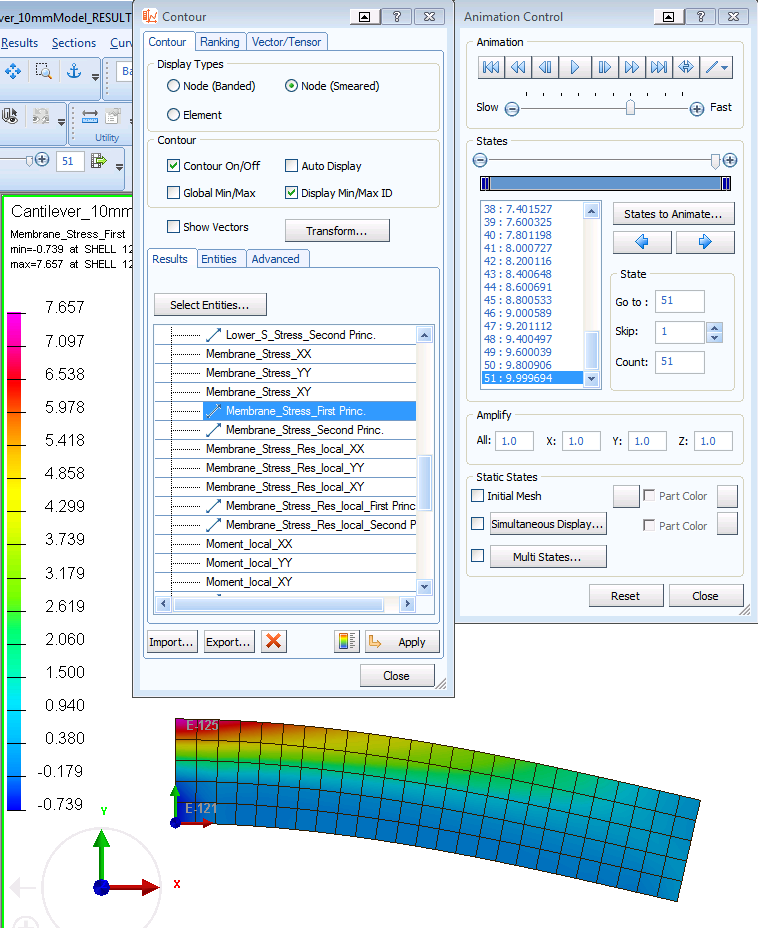 ver_10mmModel_RESULT
Results Sections Curv
Ba
Utility
51
Cantilever_10mm
Membrane_Stress_First
min=-0.739 at SHELL 12
max=7.657 at SHELL 12
7.657
7.097
6.538
5.978
5.418
4.858
4.299
3.739
3.179
2.619
2.060
1.500
0.940
0.380
-0.179
-0.739
Contour
?
Contour Ranking Vector/Tensor
Display Types
Node (Banded) Node (Smeared)
Element
Contour
Contour On/Off Auto Display
Global Min/Max Display Min/Max ID
Show Vectors Transform...
Results Entities Advanced
Select Entities...
Lower_S_Stress_Second Princ.
Membrane_Stress_XX
Membrane_Stress_YY
Membrane_Stress_XY
Membrane_Stress_First Princ.
Membrane_Stress_Second Princ.
Membrane_Stress_Res_local_XX
Membrane_Stress_Res_local_YY
Membrane_Stress_Res_local_XY
Membrane_Stress_Res_local_First Princ
Membrane_Stress_Res_local_Second P
Moment_local_XX
Moment_local_YY
Moment_local_XY
Import... Export... Apply
Close
Animation Control
?
Animation
Slow Fast
States
38 : 7.401527
39 : 7.600325
40 : 7.801198
41 : 8.000727
42 : 8.200116
43 : 8.400648
44 : 8.600691
45 : 8.800533
46 : 9.000589
47 : 9.201112
48 : 9.400497
49 : 9.600039
50 : 9.800906
51 : 9.999694
States to Animate...
State
Go to : 51
Skip: 1
Count: 51
Amplify
All: 1.0 X: 1.0 Y: 1.0 Z: 1.0
Static States
Initial Mesh Part Color
Simultaneous Display... Part Color
Multi States...
Reset Close
E-125
E-121
Y
X